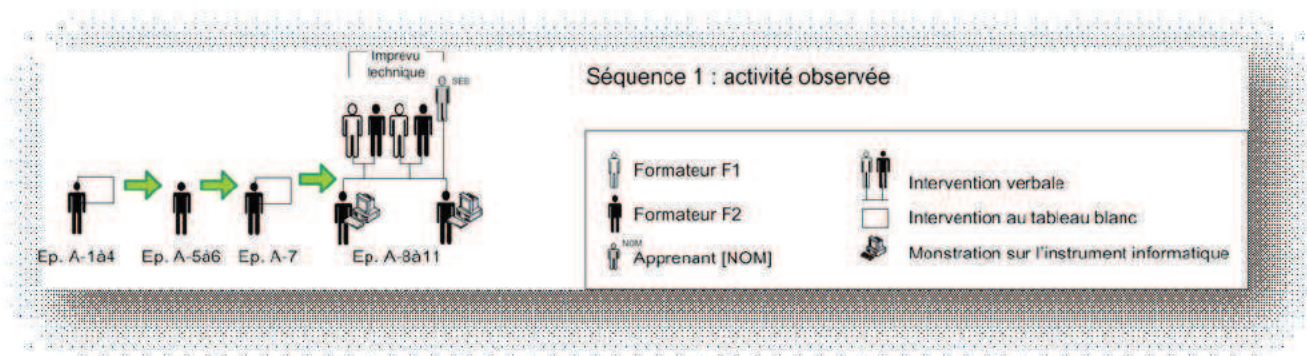 Imprévu
technique
SEB
Séquence 1 : activité observée
Ep. A-1à4
Ep. A-5à6
Ep. A-7
Ep. A-8à11
Formateur F1
Formateur F2
NOM
Apprenant [NOM]
Intervention verbale
Intervention au tableau blanc
Monstration sur l'instrument informatique